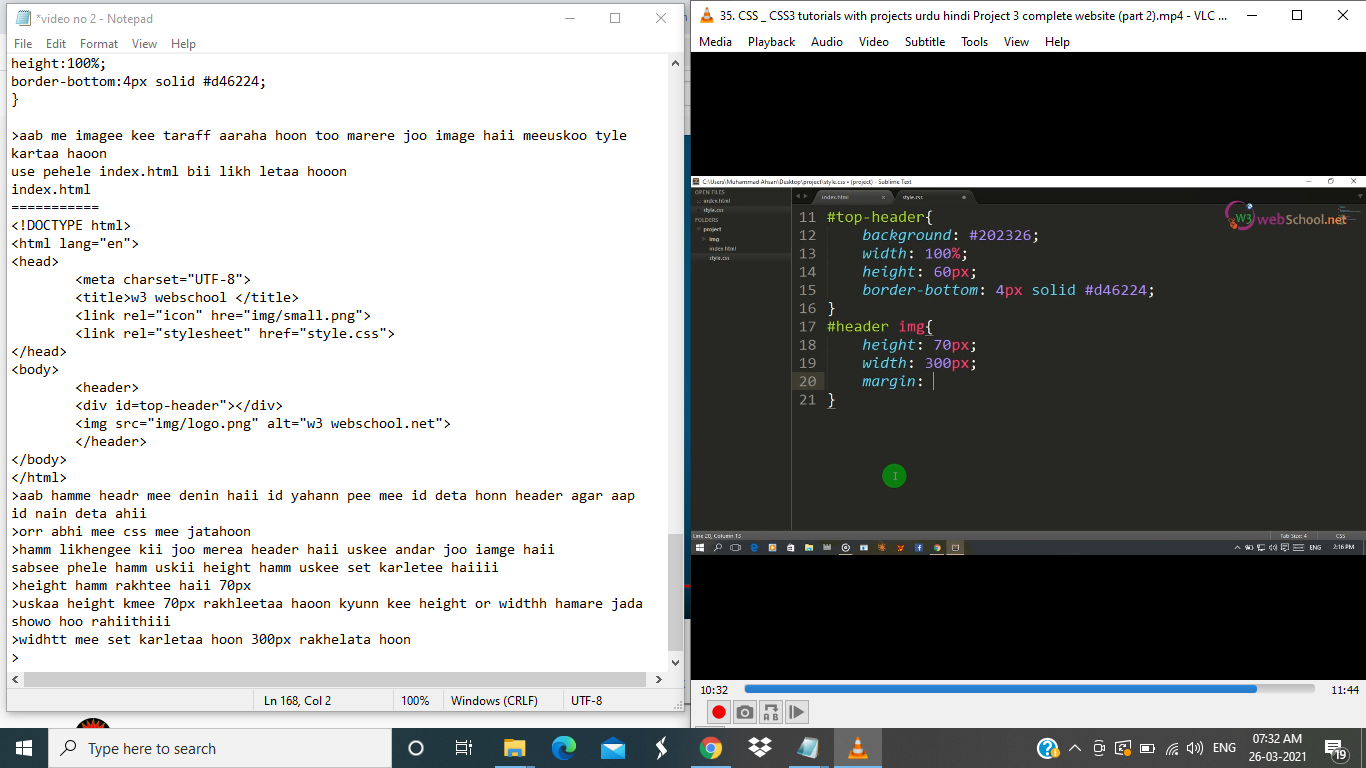 *video no 2 - Notepad
File Edit Format View Help
height:100%;
border-bottom:4px solid #d46224;
}
>aab me imagee kee taraff aaraha hoon too marere joo image haii meeuskoo tyle
kartaa haoon
use pehele index.html bii likh letaa hooon
index.html
===========
<!DOCTYPE html>
<html lang="en">
<head>
<meta charset="UTF-8">
<title>w3 webschool </title>
<link rel="icon" hre="img/small.png">
<link rel="stylesheet" href="style.css">
</head>
<body>
<header>
<div id=top-header"></div>
<img src="img/logo.png" alt="w3 webschool.net">
</header>
</body>
</html>
>aab hamme headr mee denin haii id yahann pee mee id deta honn header agar aap
id nain deta ahii
>orr abhi mee css mee jatahoon
>hamm likhengee kii joo merea header haii uskee andar joo iamge haii
sabsee phele hamm uskii height hamm uskee set karletee haiiii
>height hamm rakhtee haii 70px
>uskaa height kmee 70px rakhleetaa haoon kyunn kee height or widthh hamare jada
showo hoo rahiithiii
>widhtt mee set karletaa hoon 300px rakhelata hoon
>
Ln 168, Col 2 100% Windows (CRLF) UTF-8
35. CSS _ CSS3 tutorials with projects urdu hindi Project 3 complete website (part 2).mp4 - VLC ...
Media Playback Audio Video Subtitle Tools View Help
C:\Users\Muhammad Ahsan\Desktop\project\style.css • (project) - Sublime Text
OPEN FILES
index.html
style.css
FOLDERS
project
img
index.html
style.css
index.html style.css
W3 webSchool.net
11 #top-header{
12 background: #202326;
13 width: 100%;
14 height: 60px;
15 border-bottom: 4px solid #d46224;
16 }
17 #header img{
18 height: 70px;
19 width: 300px;
20 margin:
21 }
Line 20, Column 13 Tab Size: 4 CSS
ENG 2:16 PM
10:32 11:44
AB
Type here to search
ENG
07:32 AM
26-03-2021
19